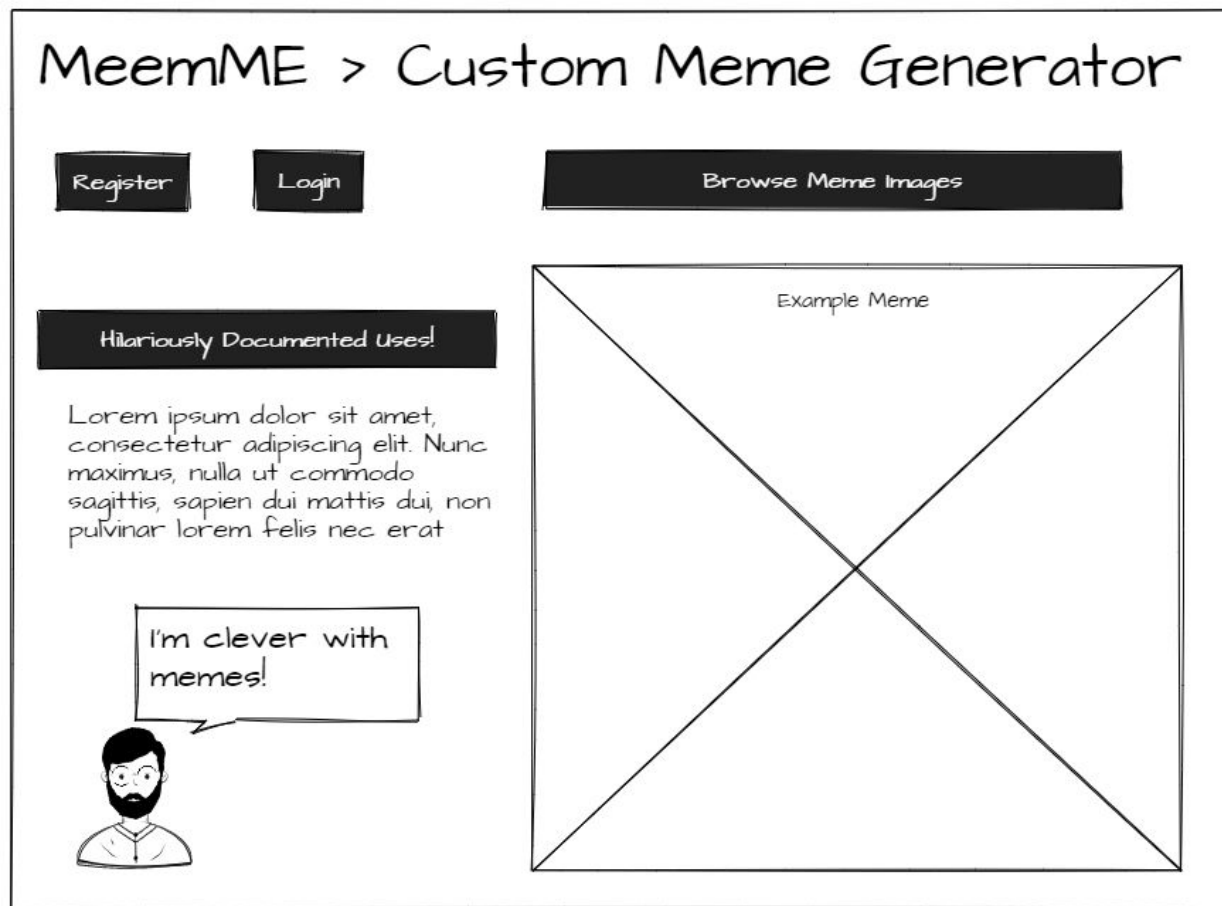 MeemME > Custom Meme Generator
Register
Login
Browse Meme Images
Example Meme
Hilariously Documented Uses!
Lorem ipsum dolor sit amet,
consectetur adipiscing elit. Nunc
maximus, nulla ut commodo
sagittis, sapien dui mattis dui, non
pulvinar lorem felis nec erat
I'm clever with
memes!